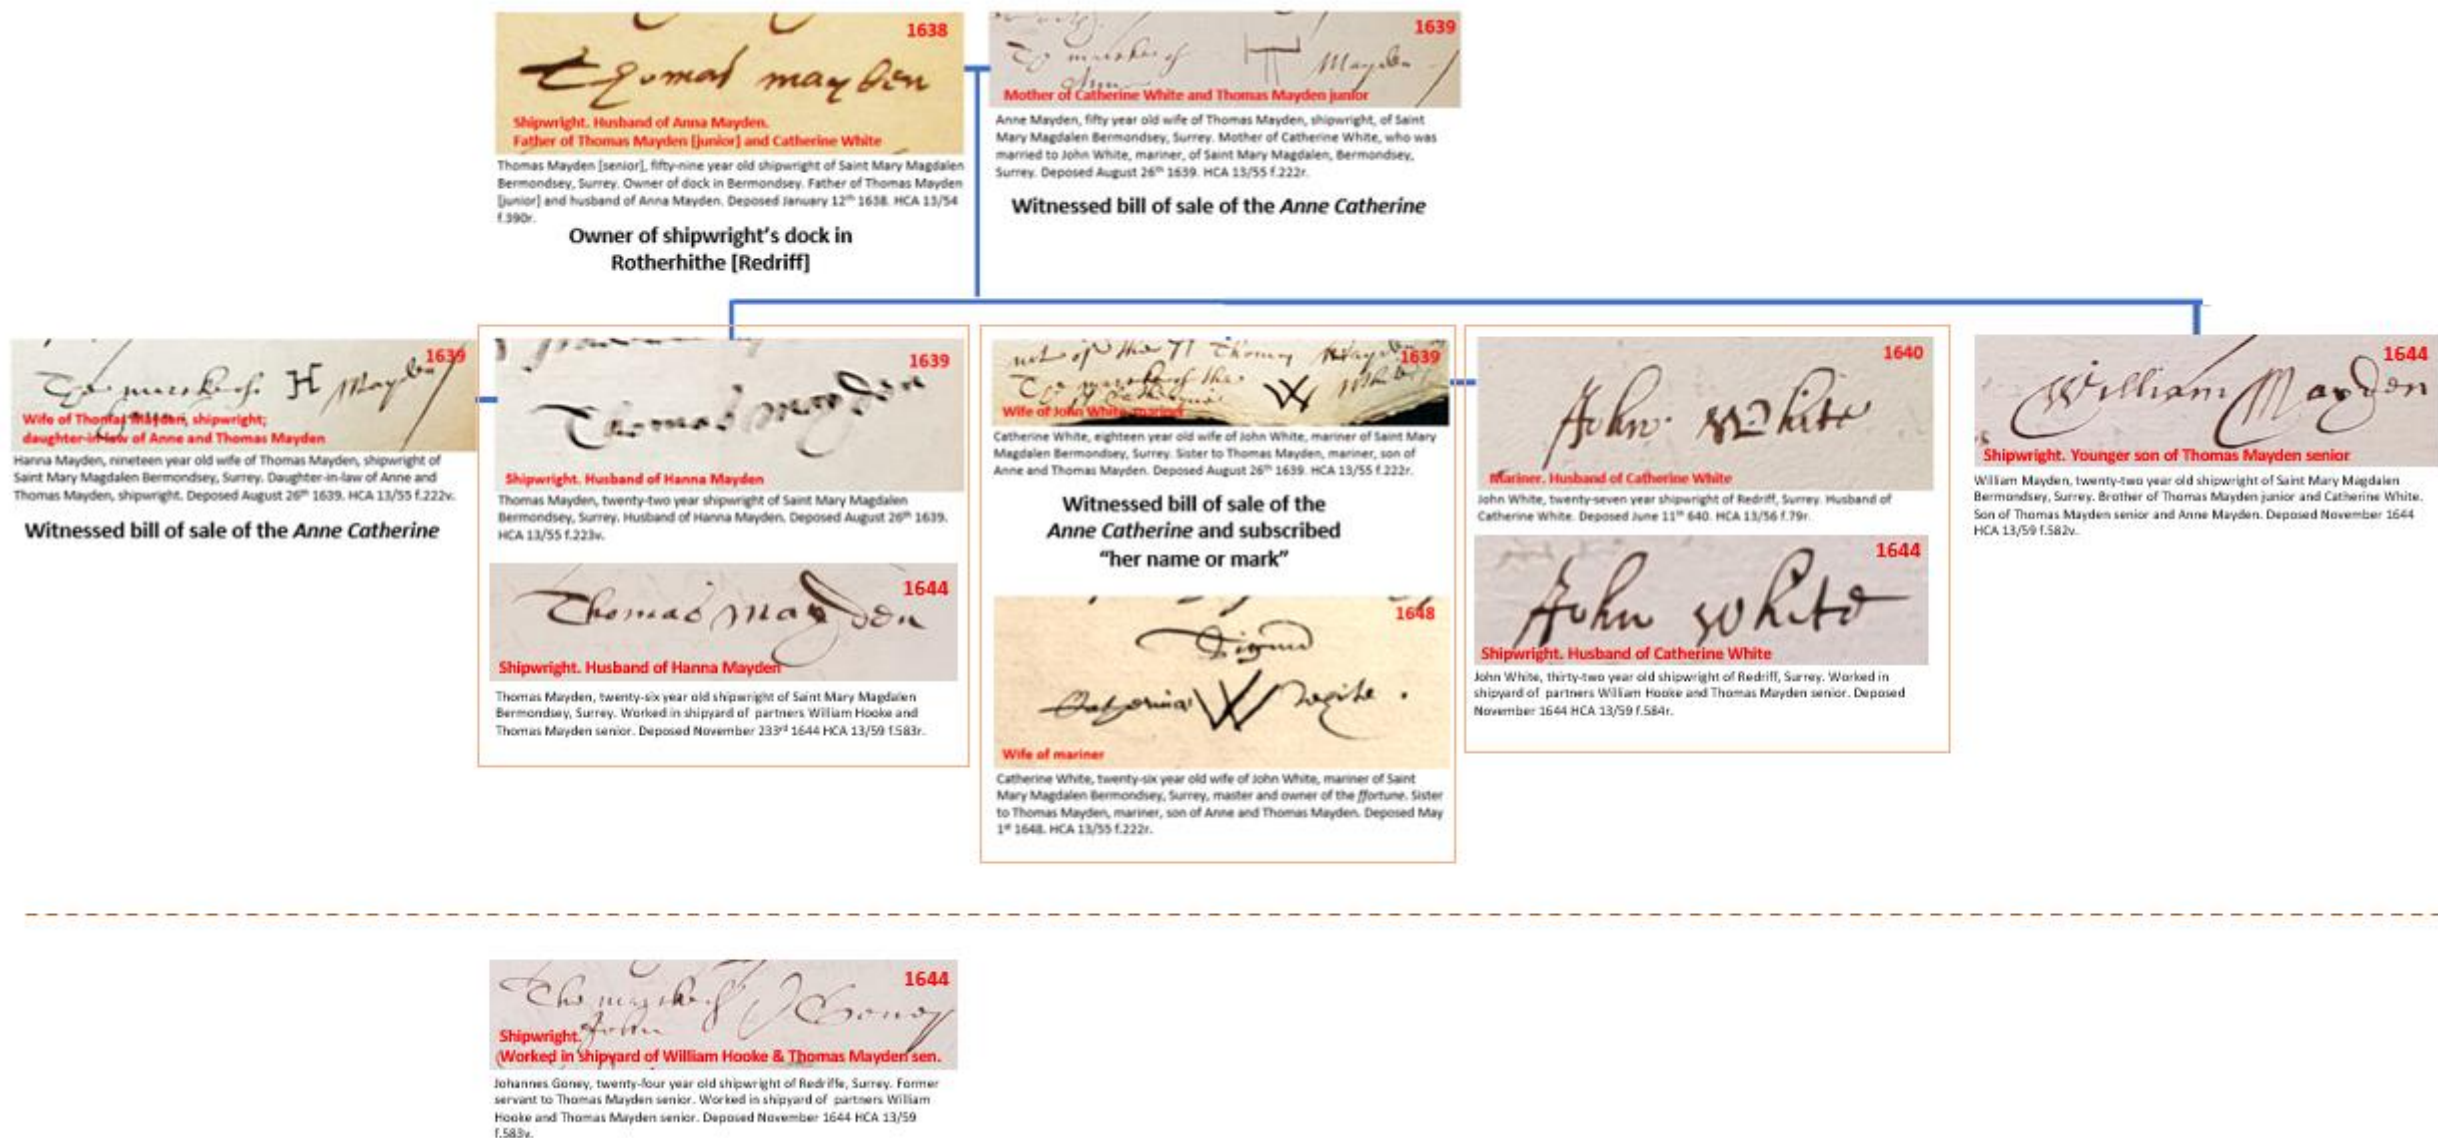 1638
Thomas mayden
Shipwright. Husband of Anna Mayden.
Father of Thomas Mayden [junior] and Catherine White
Thomas Mayden [senior], fifty-nine year old shipwright of Saint Mary Magdalen
Bermondsey, Surrey. Owner of dock in Bermondsey. Father of Thomas Mayden
[junior] and husband of Anna Mayden. Deposed January 12th 1638. HCA 13/54
f.390r.
Owner of shipwright's dock in
Rotherhithe [Redriff]
1639
Mayden
Mother of Catherine White and Thomas Mayden junior
Anne Mayden, fifty year old wife of Thomas Mayden, shipwright, of Saint
Mary Magdalen Bermondsey, Surrey. Mother of Catherine White, who was
married to John White, mariner, of Saint Mary Magdalen, Bermondsey,
Surrey. Deposed August 26th 1639. HCA 13/55 f.222r.
Witnessed bill of sale of the Anne Catherine
1639
H Mayden
Wife of Thomas Mayden, shipwright;
daughter-in-law of Anne and Thomas Mayden
Hanna Mayden, nineteen year old wife of Thomas Mayden, shipwright of
Saint Mary Magdalen Bermondsey, Surrey. Daughter-in-law of Anne and
Thomas Mayden, shipwright. Deposed August 26th 1639. HCA 13/55 f.222v.
Witnessed bill of sale of the Anne Catherine
1639
Thomas mayden
Shipwright. Husband of Hanna Mayden
Thomas Mayden, twenty-two year shipwright of Saint Mary Magdalen
Bermondsey, Surrey. Husband of Hanna Mayden. Deposed August 26th 1639.
HCA 13/55 f.223v.
1644
Thomas Mayden
Shipwright. Husband of Hanna Mayden
Thomas Mayden, twenty-six year old shipwright of Saint Mary Magdalen
Bermondsey, Surrey. Worked in shipyard of partners William Hooke and
Thomas Mayden senior. Deposed November 233rd 1644 HCA 13/59 f.583r.
1639
W
Wife of John White, mariner
Catherine White, eighteen year old wife of John White, mariner of Saint Mary
Magdalen Bermondsey, Surrey. Sister to Thomas Mayden, mariner, son of
Anne and Thomas Mayden. Deposed August 26th 1639. HCA 13/55 f.222r.
Witnessed bill of sale of the
Anne Catherine and subscribed
"her name or mark"
1648
W
Wife of mariner
Catherine White, twenty-six year old wife of John White, mariner of Saint
Mary Magdalen Bermondsey, Surrey, master and owner of the ffortune. Sister
to Thomas Mayden, mariner, son of Anne and Thomas Mayden. Deposed May
1st 1648. HCA 13/55 f.222r.
1640
John White
Mariner. Husband of Catherine White
John White, twenty-seven year shipwright of Redriff, Surrey. Husband of
Catherine White. Deposed June 11th 640. HCA 13/56 f.79r.
1644
John White
Shipwright. Husband of Catherine White
John White, thirty-two year old shipwright of Redriff, Surrey. Worked in
shipyard of partners William Hooke and Thomas Mayden senior. Deposed
November 1644 HCA 13/59 f.584r.
1644
William Mayden
Shipwright. Younger son of Thomas Mayden senior
William Mayden, twenty-two year old shipwright of Saint Mary Magdalen
Bermondsey, Surrey. Brother of Thomas Mayden junior and Catherine White.
Son of Thomas Mayden senior and Anne Mayden. Deposed November 1644
HCA 13/59 f.582v.
1644
John Goney
Shipwright.
Worked in shipyard of William Hooke & Thomas Mayden sen.
Johannes Goney, twenty-four year old shipwright of Redriffe, Surrey. Former
servant to Thomas Mayden senior. Worked in shipyard of partners William
Hooke and Thomas Mayden senior. Deposed November 1644 HCA 13/59
f.583v.